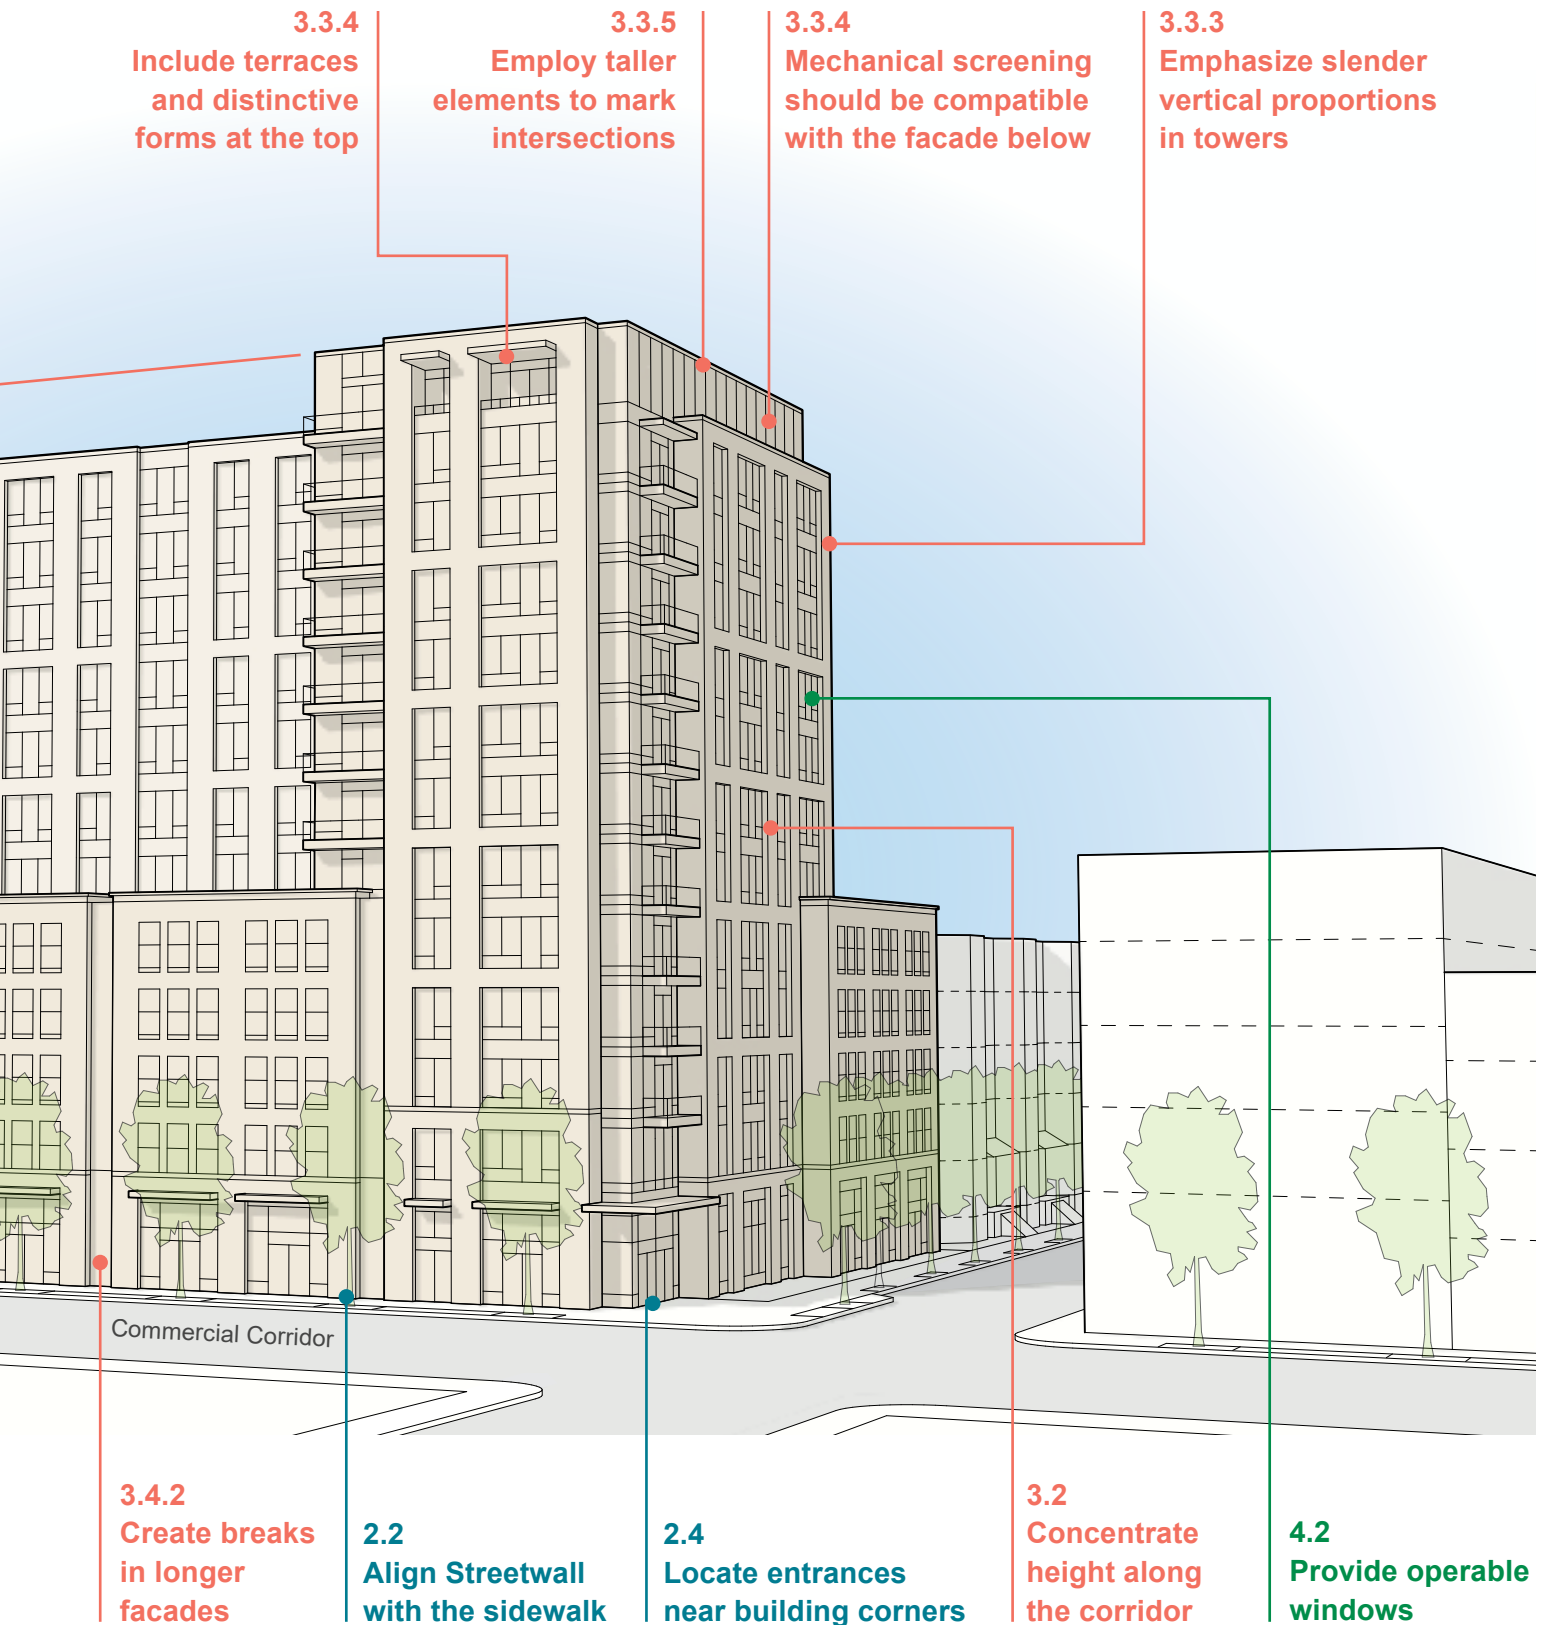 3.3.4
Include terraces
and distinctive
forms at the top
3.3.5
Employ taller
elements to mark
intersections
3.3.4
Mechanical screening
should be compatible
with the facade below
3.3.3
Emphasize slender
vertical proportions
in towers
Commercial Corridor
3.4.2
Create breaks
in longer
facades
2.2
Align Streetwall
with the sidewalk
2.4
Locate entrances
near building corners
3.2
Concentrate
height along
the corridor
4.2
Provide operable
windows